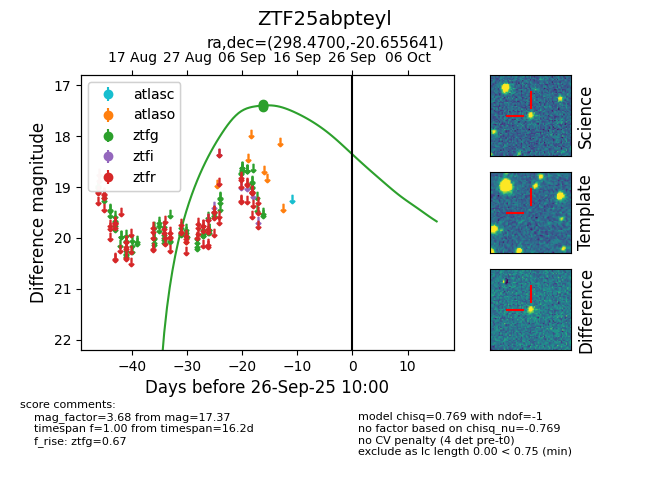 ZTF25abpteyl
ra,dec=(298.4700,-20.655641)
17 Aug 27 Aug 06 Sep 16 Sep 26 Sep 06 Oct
17
18
19
20
21
22
Difference magnitude
atlasc
atlaso
ztfg
ztfi
ztfr
−40 −30 −20 −10 0 10
Days before 26-Sep-25 10:00
Science
Template
Difference
score comments:
mag_factor=3.68 from mag=17.37
timespan f=1.00 from timespan=16.2d
f_rise: ztfg=0.67
model chisq=0.769 with ndof=-1
no factor based on chisq_nu=-0.769
no CV penalty (4 det pre-t0)
exclude as lc length 0.00 < 0.75 (min)